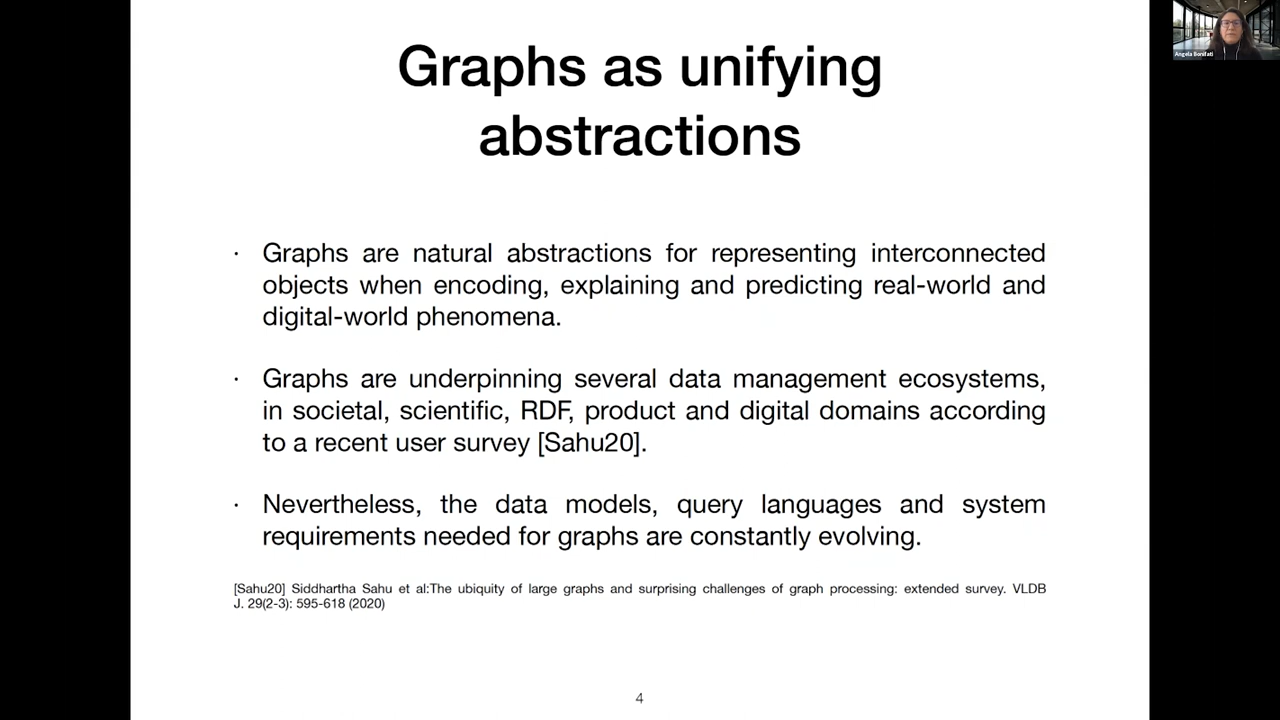 Graphs as unifying
abstractions
· Graphs are natural abstractions for representing interconnected
objects when encoding, explaining and predicting real-world and
digital-world phenomena.
· Graphs are underpinning several data management ecosystems,
in societal, scientific, RDF, product and digital domains according
to a recent user survey [Sahu20].
· Nevertheless, the data models, query languages and system
requirements needed for graphs are constantly evolving.
[Sahu20] Siddhartha Sahu et al:The ubiquity of large graphs and surprising challenges of graph processing: extended survey. VLDB
J. 29(2-3): 595-618 (2020)
4
Angela Bonifati